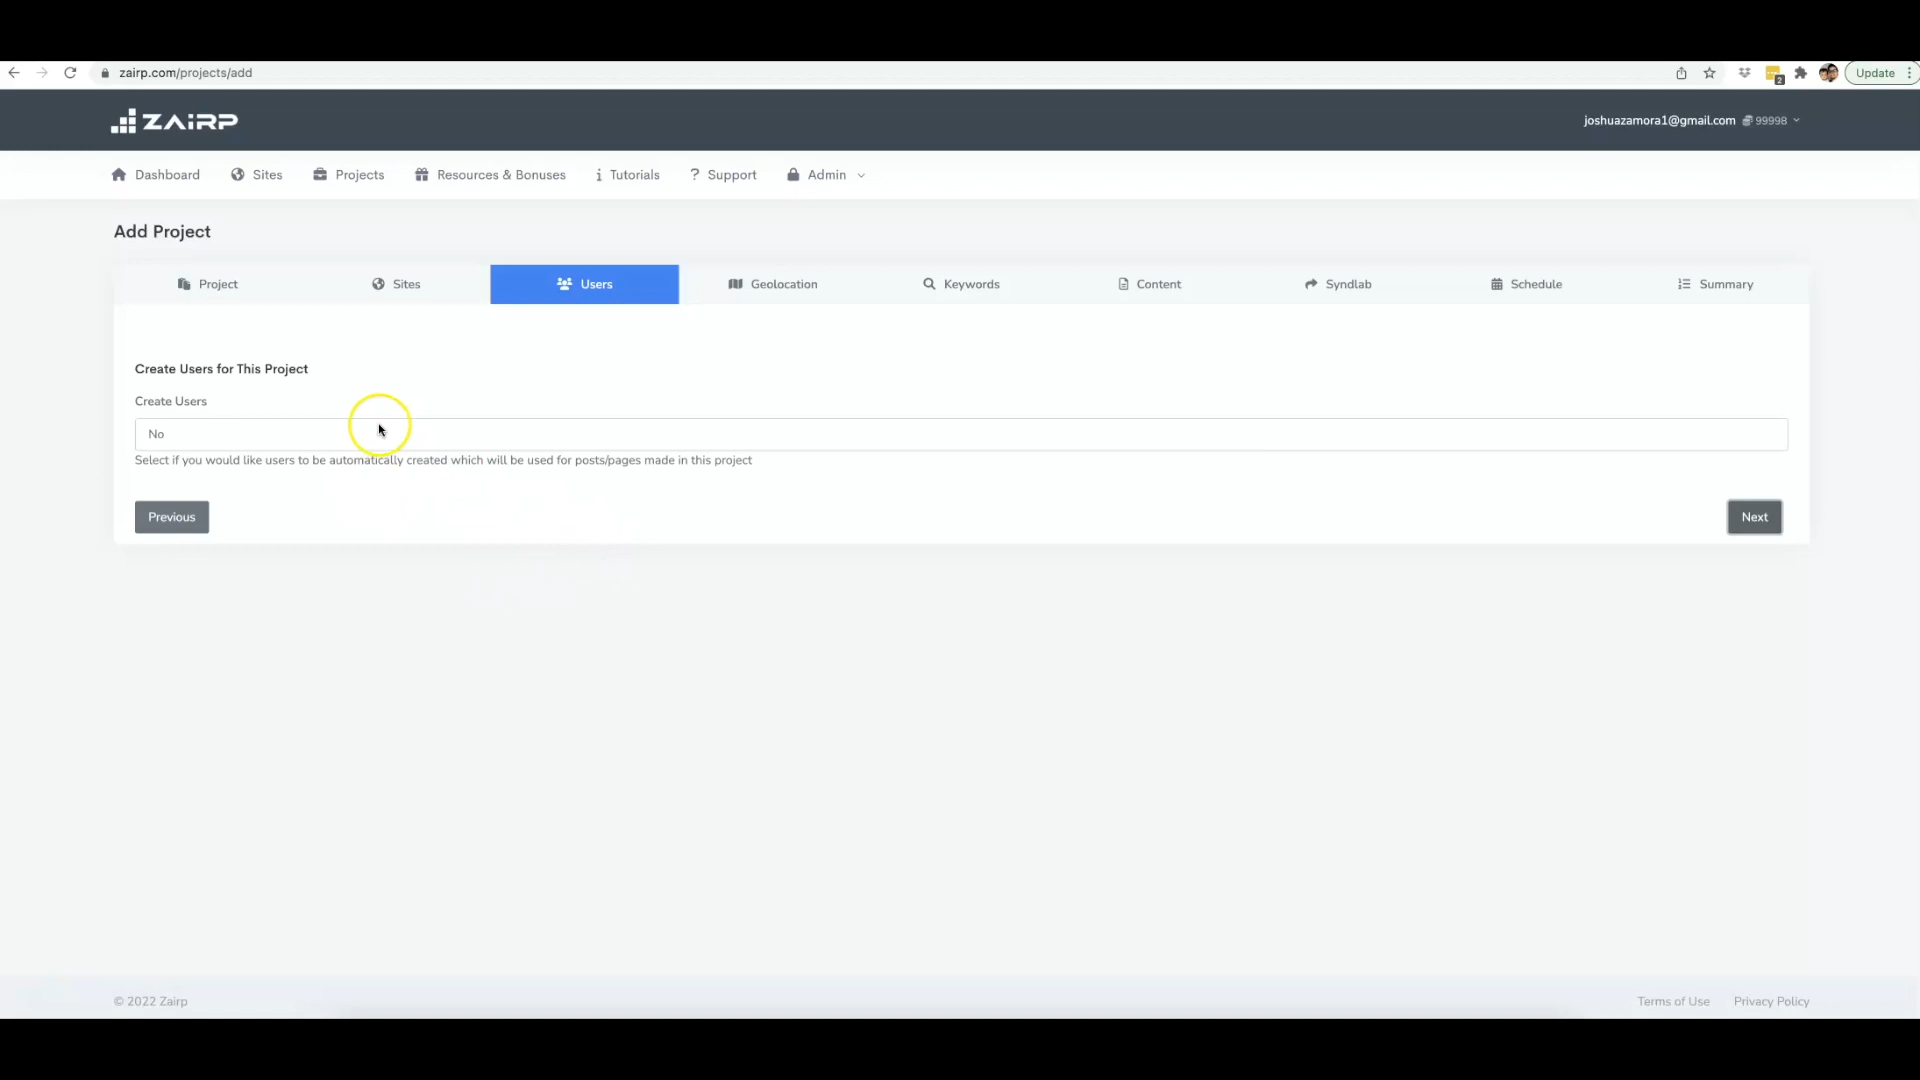 zairp.com/projects/add
2
Update
ZAiRP
joshuazamora1@gmail.com 99998
Dashboard Sites Projects Resources & Bonuses Tutorials ? Support Admin
Add Project
Project Sites Users Geolocation Keywords Content Syndlab Schedule Summary
Create Users for This Project
Create Users
No
Select if you would like users to be automatically created which will be used for posts/pages made in this project
Previous Next
© 2022 Zairp Terms of Use Privacy Policy